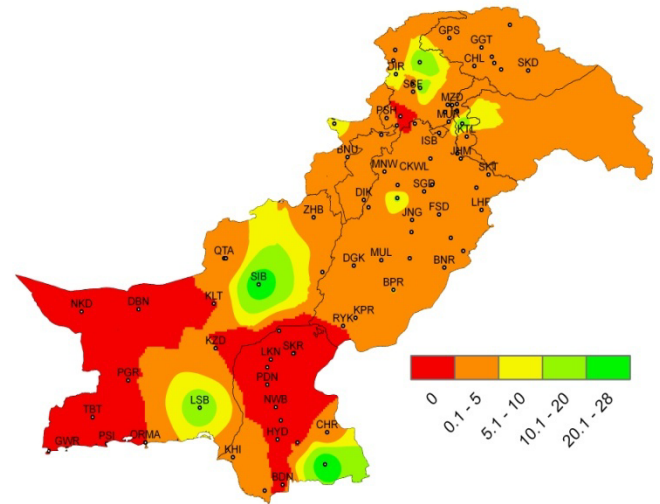 GPS
GGT
CHL
SKD
DIR
MZD
PSH
MUR
KTL
ISB
JHM
BNU
MNW
CKWL
SKT
DIK
SGD
ZHB
JNG
FSD
LHE
QTA
DGK
MUL
BNR
SIB
BPR
NKD
DBN
KLT
RYK
KPR
KZD
LKN
SKR
PGR
PDN
LSB
NWB
TBT
HYD
CHR
GWR
PSI
ORMA
KHI
BDN
0
0.1 - 5
5.1 - 10
10.1 - 20
20.1 - 28